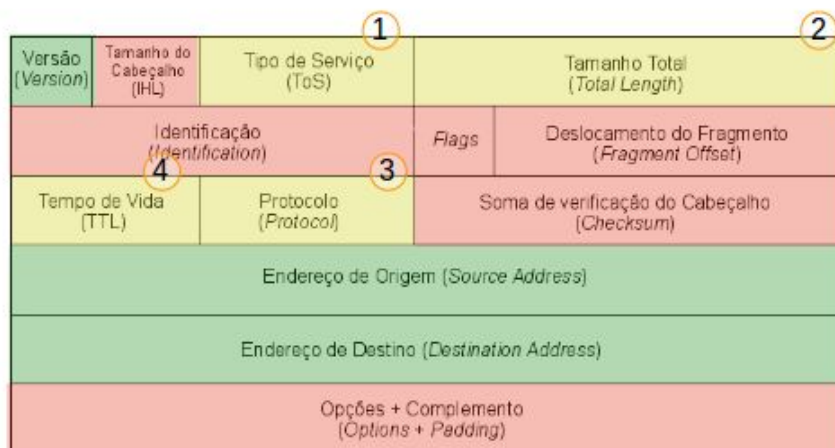 1
2
Versão
(Version)
Tamanho do
Cabeçalho
(IHL)
Tipo de Serviço
(ToS)
Tamanho Total
(Total Length)
Identificação
(Identification)
Flags
Deslocamento do Fragmento
(Fragment Offset)
4
3
Tempo de Vida
(TTL)
Protocolo
(Protocol)
Soma de verificação do Cabeçalho
(Checksum)
Endereço de Origem (Source Address)
Endereço de Destino (Destination Address)
Opções + Complemento
(Options + Padding)